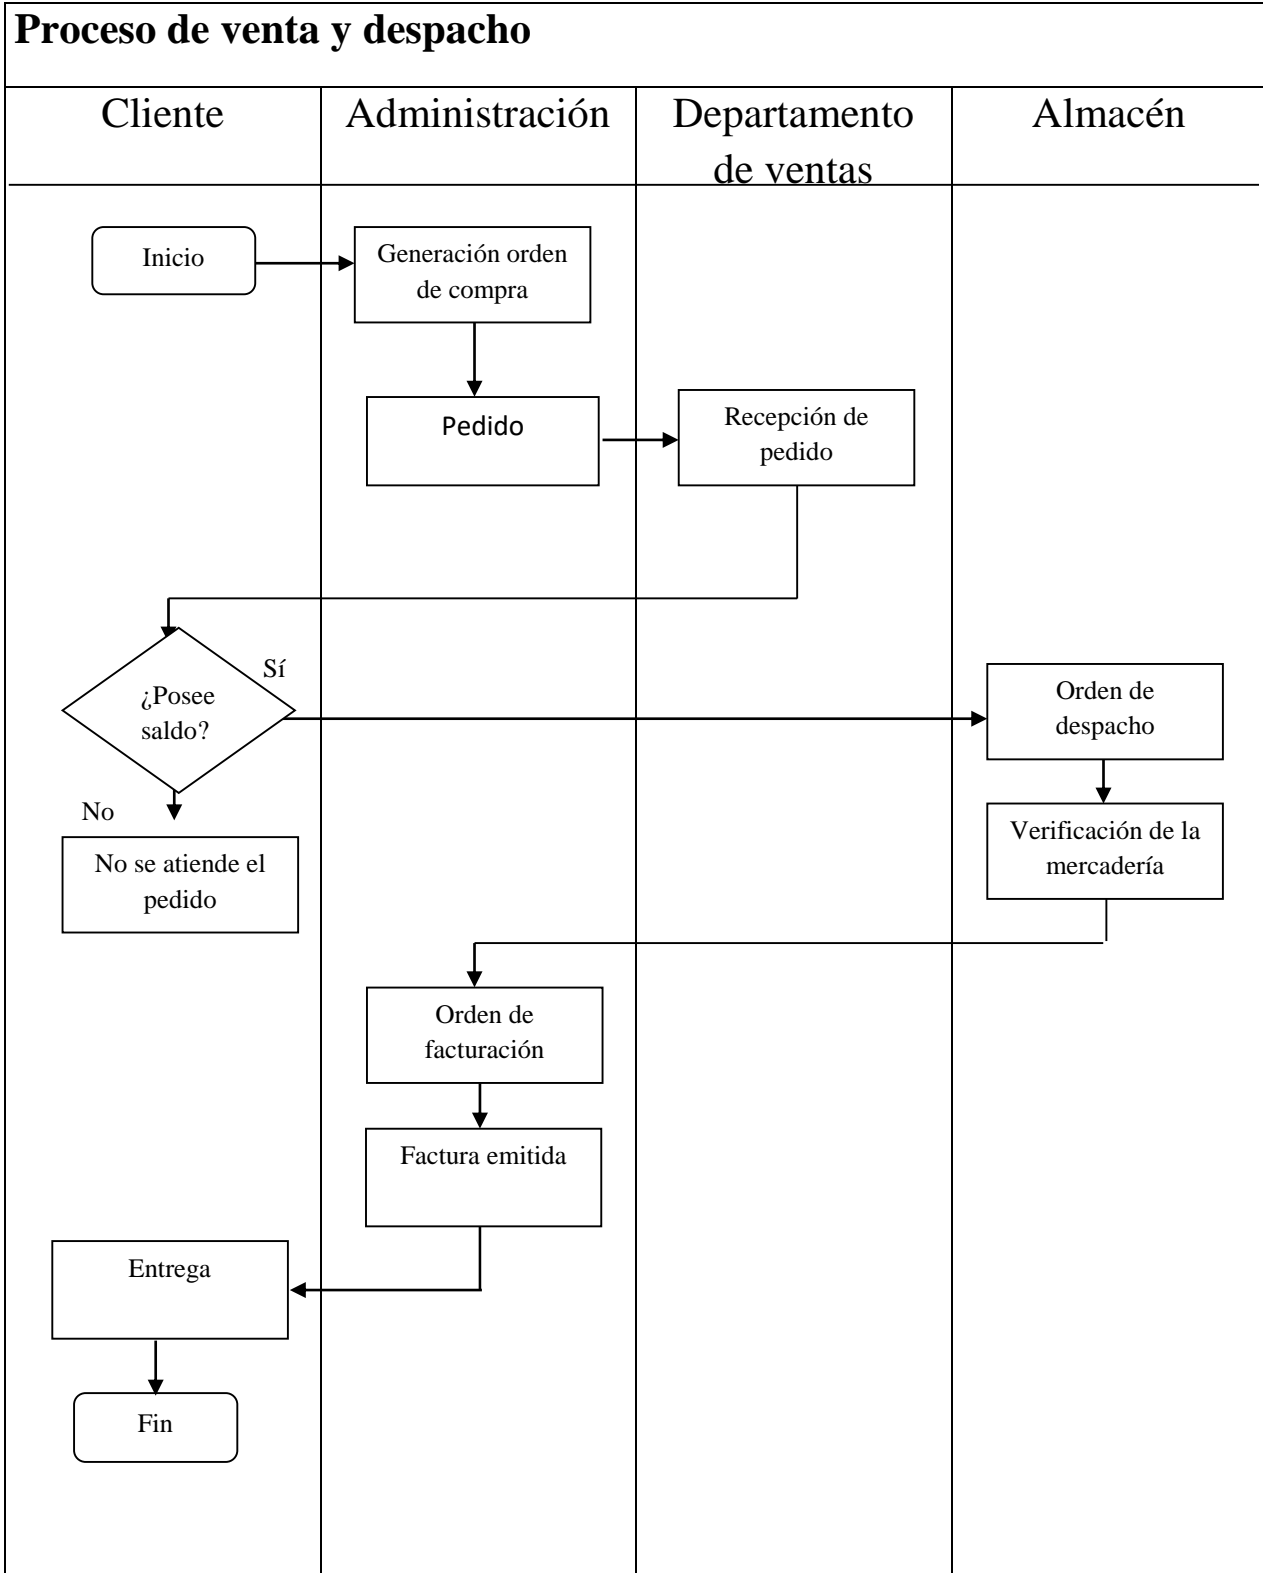 Proceso de venta y despacho
Cliente
Administración
Departamento
de ventas
Almacén
Inicio
Generación orden
de compra
Pedido
Recepción de
pedido
¿Posee
saldo?
Sí
Orden de
despacho
No
No se atiende el
pedido
Verificación de la
mercadería
Orden de
facturación
Factura emitida
Entrega
Fin